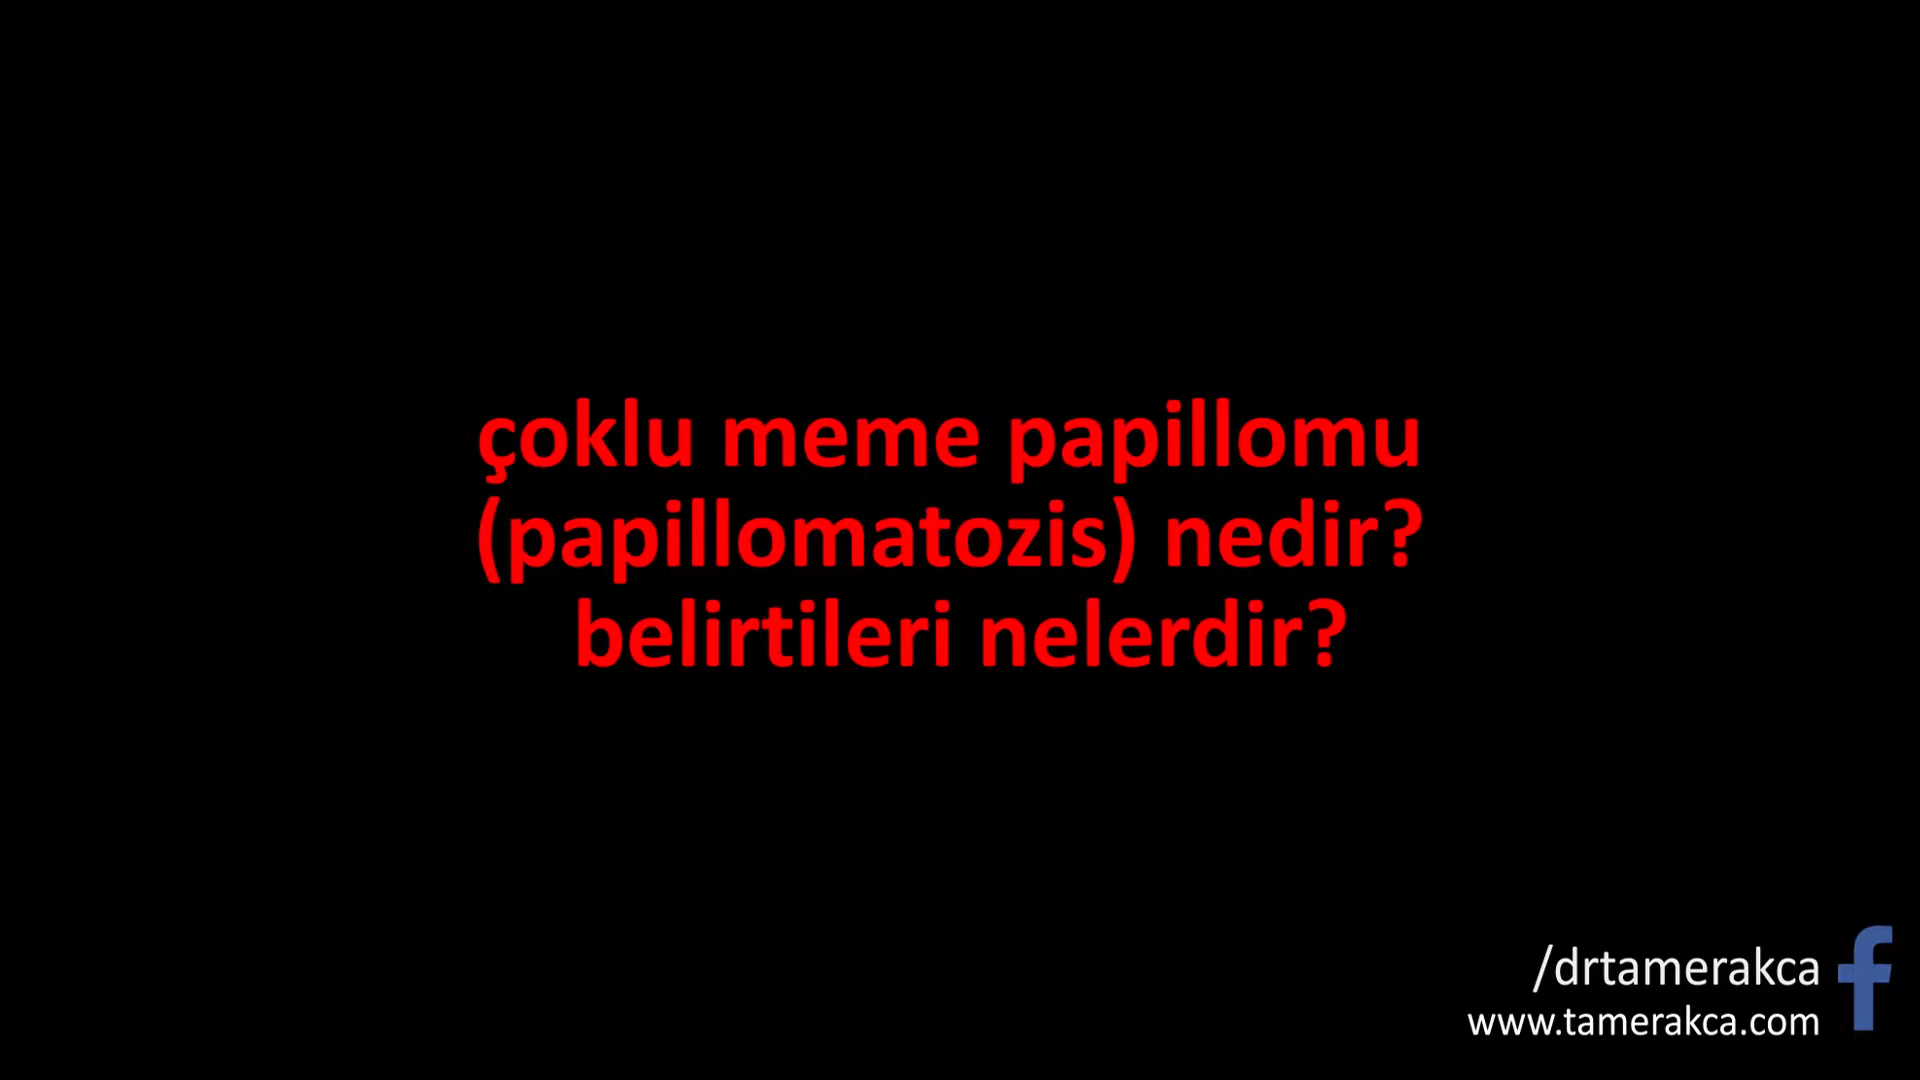 çoklu meme papillomu
(papillomatozis) nedir?
belirtileri nelerdir?
/drtamerakca
www.tamerakca.com